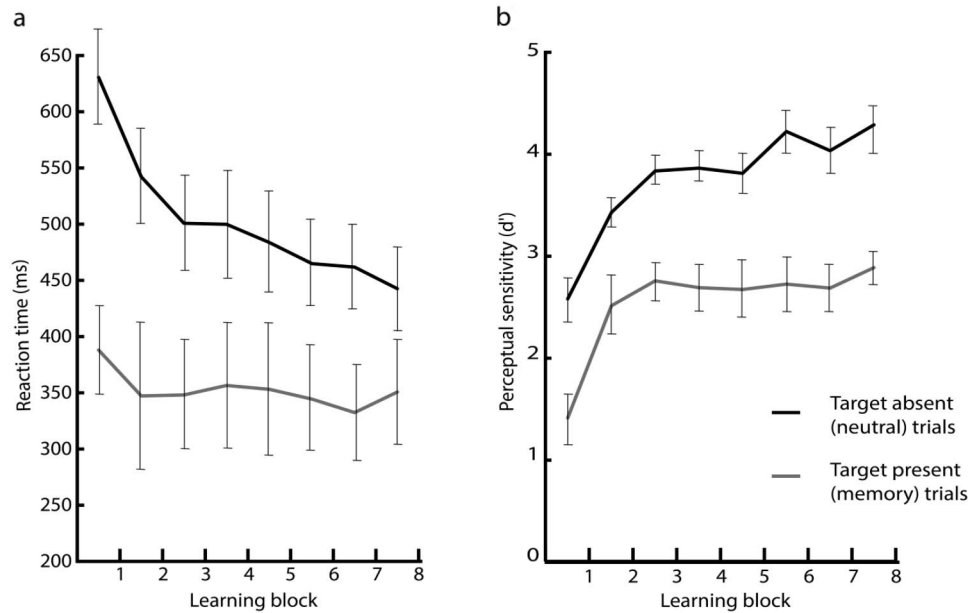 a
650
600
550
500
450
400
350
300
250
200
Reaction time (ms)
1 2 3 4 5 6 7 8
Learning block
b
5
4
3
2
1
0
Perceptual sensitivity (d')
1 2 3 4 5 6 7 8
Learning block
Target absent
(neutral) trials
Target present
(memory) trials